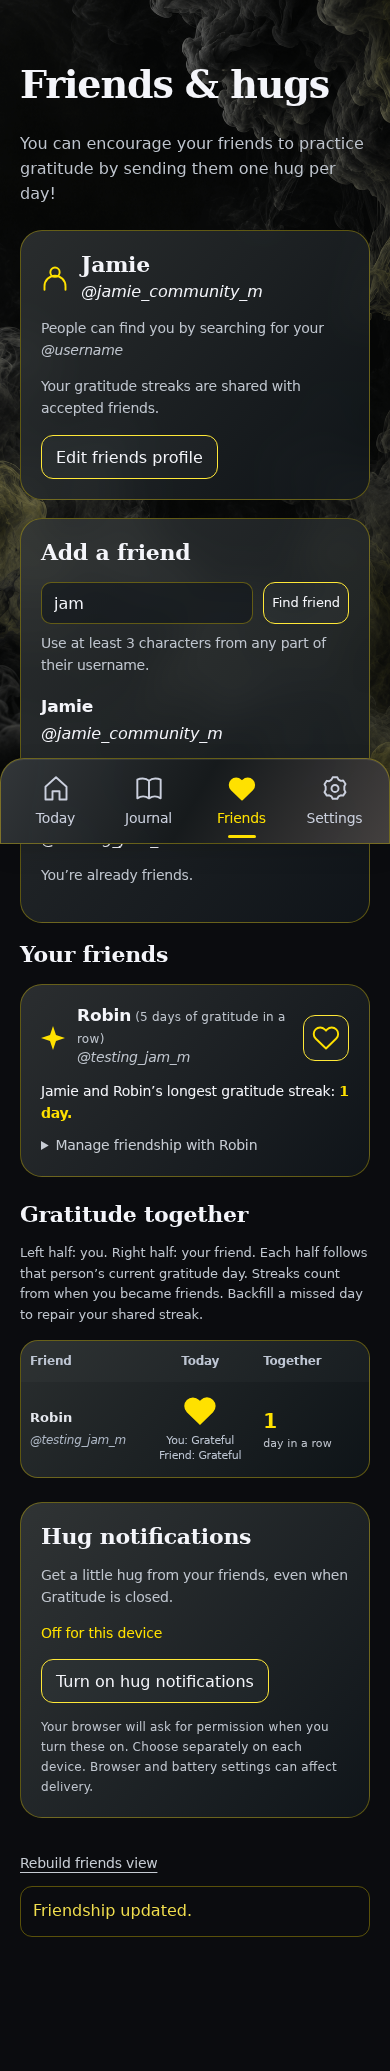 Friends & hugs
You can encourage your friends to practice
gratitude by sending them one hug per
day!
Jamie
@jamie_community_m
People can find you by searching for your
@username
Your gratitude streaks are shared with
accepted friends.
Edit friends profile
Add a friend
jam
Find friend
Use at least 3 characters from any part of
their username.
Jamie
@jamie_community_m
Today
Journal
Friends
Settings
You’re already friends.
Your friends
Robin (5 days of gratitude in a
row)
@testing_jam_m
Jamie and Robin’s longest gratitude streak: 1
day.
Manage friendship with Robin
Gratitude together
Left half: you. Right half: your friend. Each half follows
that person’s current gratitude day. Streaks count
from when you became friends. Backfill a missed day
to repair your shared streak.
Friend
Today
Together
Robin
@testing_jam_m
You: Grateful
Friend: Grateful
1
day in a row
Hug notifications
Get a little hug from your friends, even when
Gratitude is closed.
Off for this device
Turn on hug notifications
Your browser will ask for permission when you
turn these on. Choose separately on each
device. Browser and battery settings can affect
delivery.
Rebuild friends view
Friendship updated.